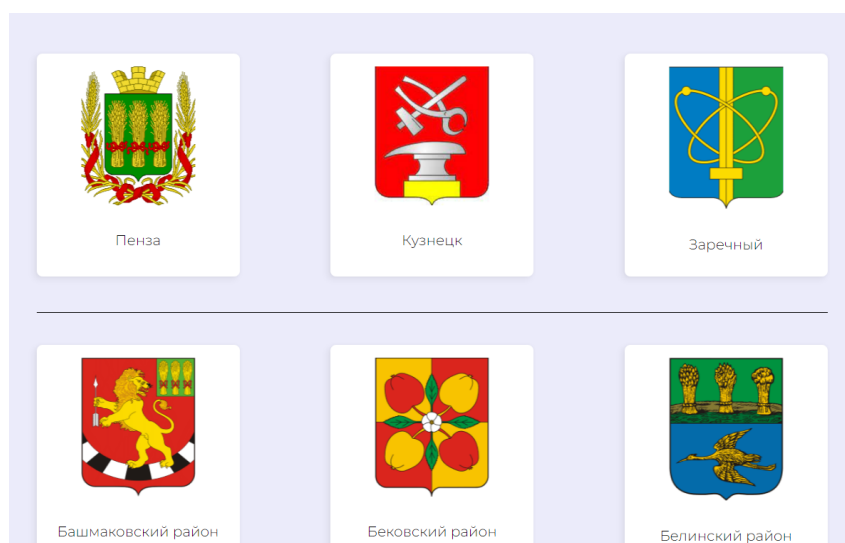 Пенза
Кузнецк
Заречный
Башмаковский район
Бековский район
Белинский район